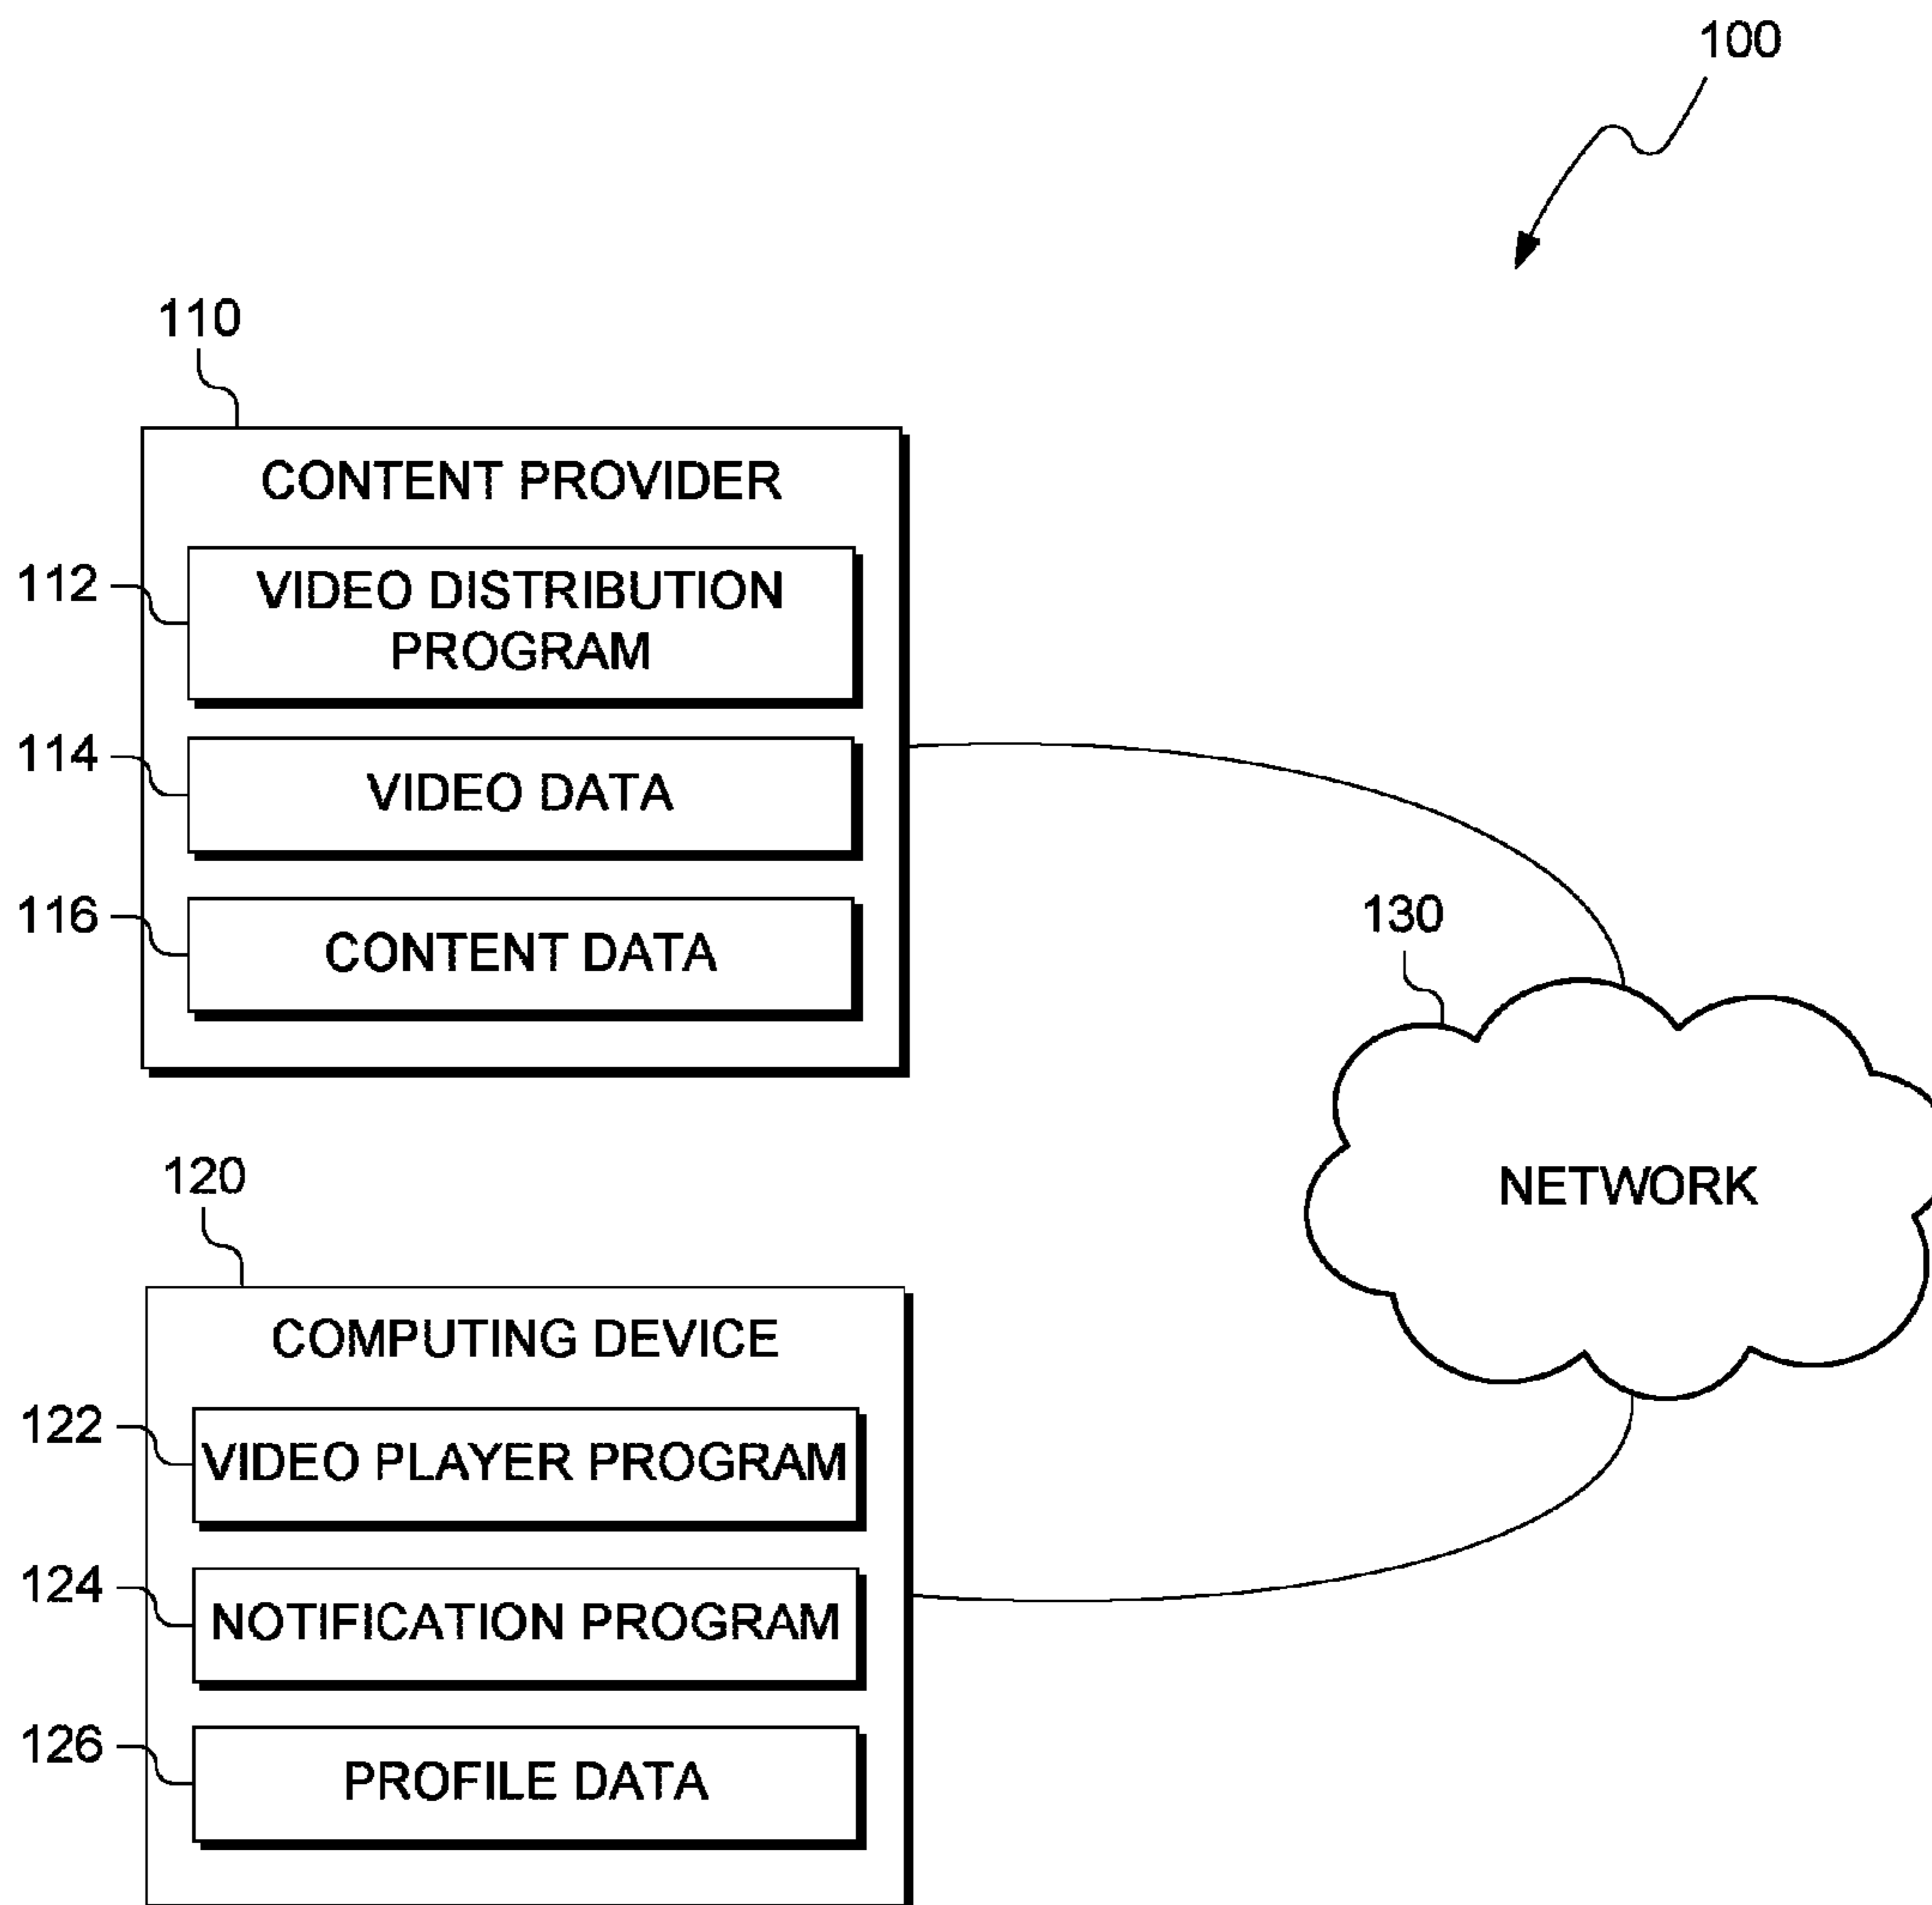 100
110
CONTENT PROVIDER
112
VIDEO DISTRIBUTION
PROGRAM
114
VIDEO DATA
116
CONTENT DATA
130
NETWORK
120
COMPUTING DEVICE
122
VIDEO PLAYER PROGRAM
124
NOTIFICATION PROGRAM
126
PROFILE DATA